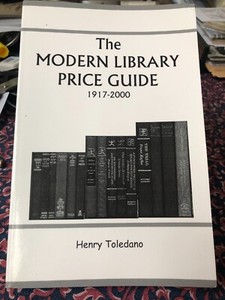 The
MODERN LIBRARY
PRICE GUIDE
1917-2000
Henry Toledano